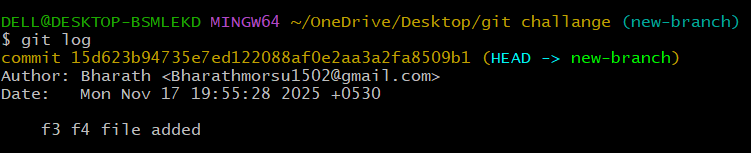 DELL@DESKTOP-BSMLEKD MINGW64 ~/OneDrive/Desktop/git challange (new-branch)
$ git log
commit 15d623b94735e7ed122088af0e2aa3a2fa8509b1 (HEAD -> new-branch)
Author: Bharath <Bharathmorsu1502@gmail.com>
Date:   Mon Nov 17 19:55:28 2025 +0530
    f3 f4 file added